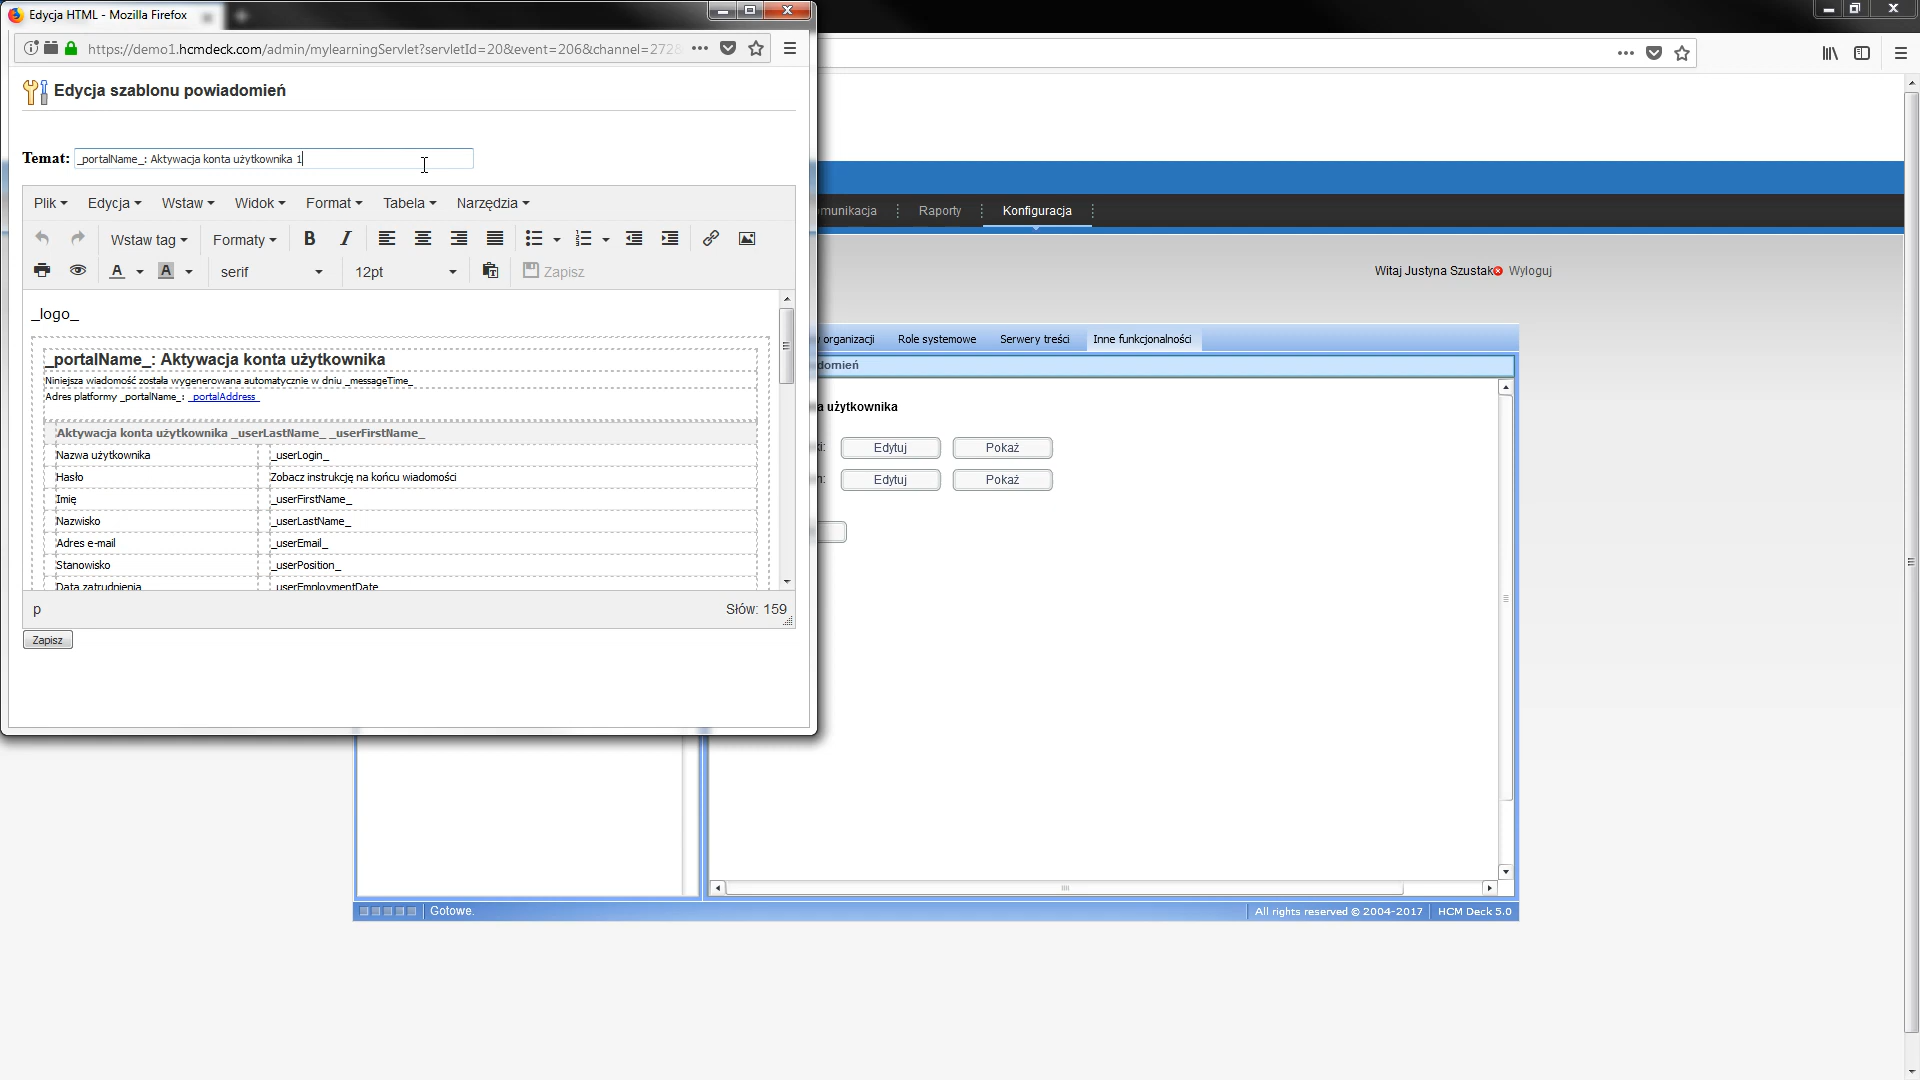 Edycja HTML - Mozilla Firefox
https://demo1.hcmdeck.com/admin/mylearningServlet?servletId=20&event=206&channel=2728
Edycja szablonu powiadomień
Temat: _portalName_: Aktywacja konta użytkownika 1
Plik Edycja Wstaw Widok Format Tabela Narzędzia
Wstaw tag Formaty B I
A A serif 12pt Zapisz
_logo_
_portalName_: Aktywacja konta użytkownika
Niniejsza wiadomość została wygenerowana automatycznie w dniu _messageTime_
Adres platformy _portalName_: _portalAddress_
Aktywacja konta użytkownika _userLastName_ _userFirstName_
Nazwa użytkownika _userLogin_
Hasło Zobacz instrukcję na końcu wiadomości
Imię _userFirstName_
Nazwisko _userLastName_
Adres e-mail _userEmail_
Stanowisko _userPosition_
Data zatrudnienia _userEmploymentDate_
p Słów: 159
Zapisz
munikacja Raporty Konfiguracja
Witaj Justyna Szustak Wyloguj
organizacji Role systemowe Serwery treści Inne funkcjonalności
domień
a użytkownika
i: Edytuj Pokaż
n: Edytuj Pokaż
Gotowe. All rights reserved © 2004-2017 HCM Deck 5.0